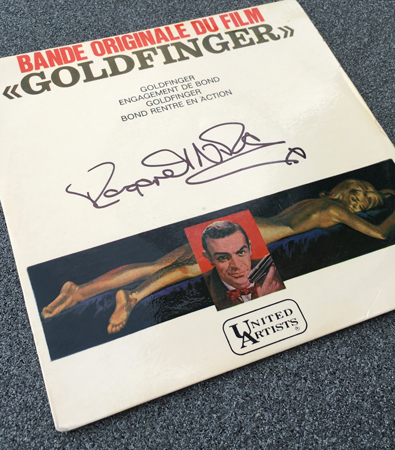 BANDE ORIGINALE DU FILM
«GOLDFINGER»
GOLDFINGER
ENGAGEMENT DE BOND
GOLDFINGER
BOND RENTRE EN ACTION
UNITED
ARTISTS
®